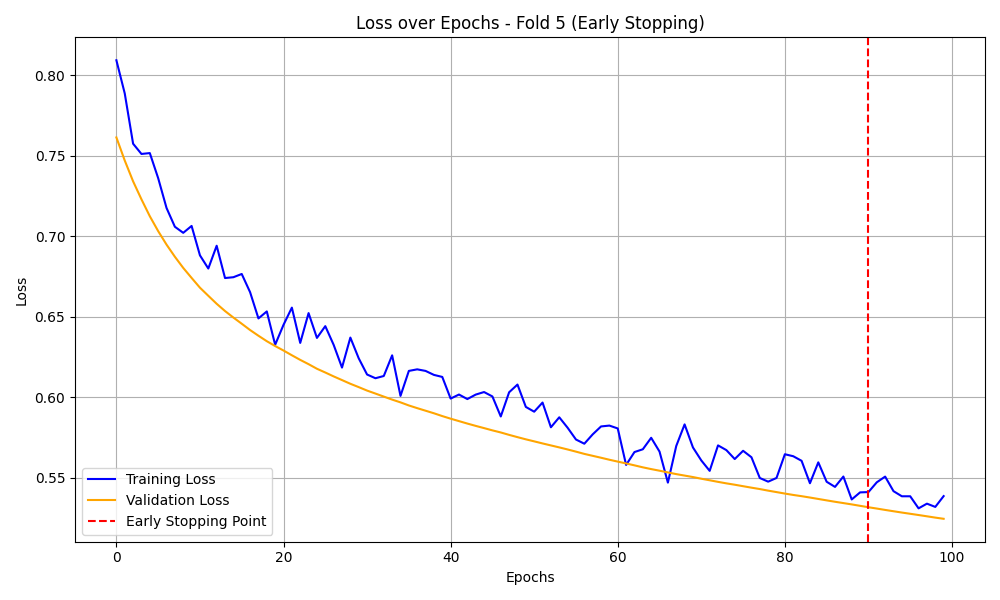 Loss over Epochs - Fold 5 (Early Stopping)
0.80
0.75
0.70
0.65
0.60
0.55
Loss
Training Loss
Validation Loss
Early Stopping Point
0 20 40 60 80 100
Epochs